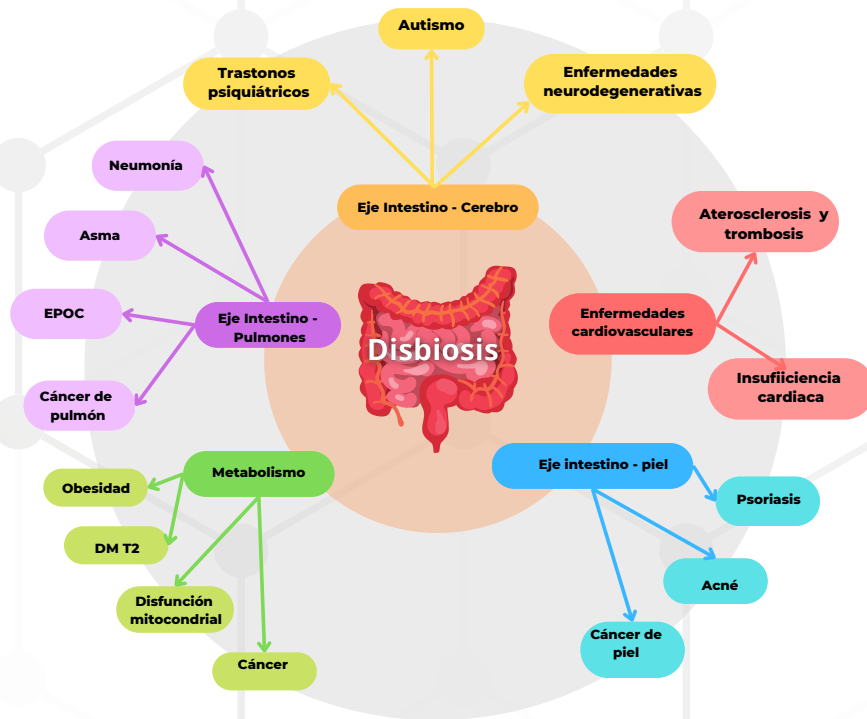 Autismo
Trastonos
psiquiátricos
Enfermedades
neurodegenerativas
Eje Intestino - Cerebro
Neumonía
Asma
EPOC
Cáncer de
pulmón
Eje Intestino -
Pulmones
Disbiosis
Aterosclerosis y
trombosis
Enfermedades
cardiovasculares
Insufiiciencia
cardiaca
Metabolismo
Obesidad
DM T2
Disfunción
mitocondrial
Cáncer
Eje intestino - piel
Psoriasis
Acné
Cáncer de
piel